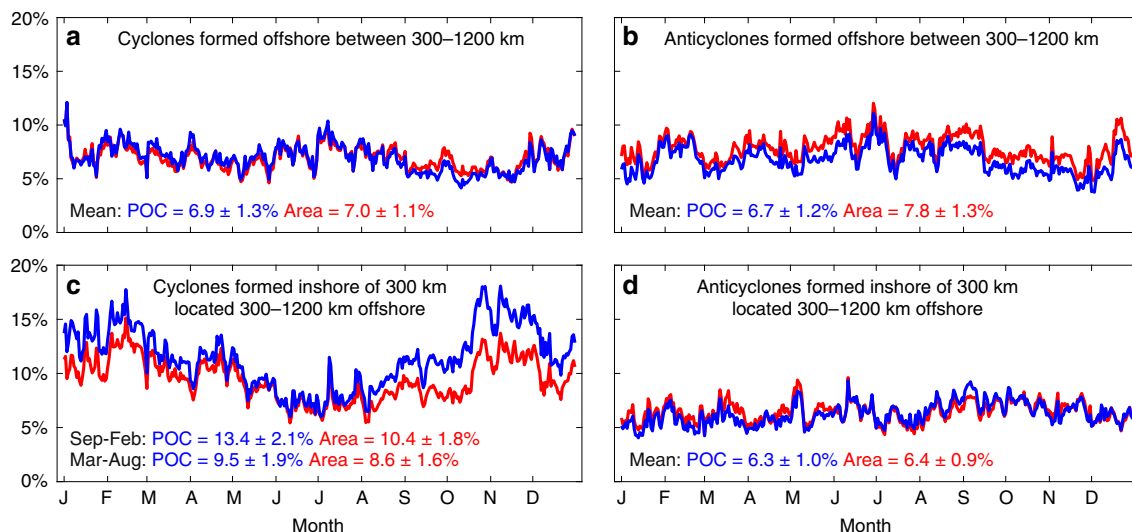 20%
15%
10%
5%
0%
a
Cyclones formed offshore between 300–1200 km
Mean: POC = 6.9 ± 1.3% Area = 7.0 ± 1.1%
b
Anticyclones formed offshore between 300–1200 km
Mean: POC = 6.7 ± 1.2% Area = 7.8 ± 1.3%
20%
15%
10%
5%
0%
c
Cyclones formed inshore of 300 km
located 300–1200 km offshore
Sep-Feb: POC = 13.4 ± 2.1% Area = 10.4 ± 1.8%
Mar-Aug: POC = 9.5 ± 1.9% Area = 8.6 ± 1.6%
J F M A M J J A S O N D
Month
d
Anticyclones formed inshore of 300 km
located 300–1200 km offshore
Mean: POC = 6.3 ± 1.0% Area = 6.4 ± 0.9%
J F M A M J J A S O N D
Month